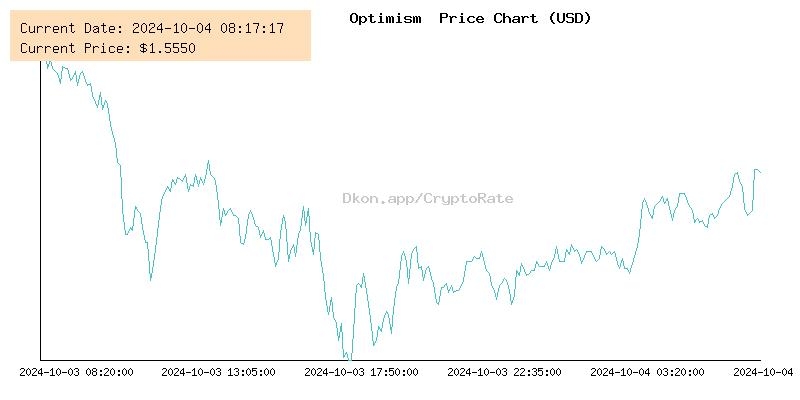 Optimism  Price Chart (USD)
Current Date: 2024-10-04 08:17:17
Current Price: $1.5550
Dkon.app/CryptoRate
2024-10-03 08:20:00 2024-10-03 13:05:00 2024-10-03 17:50:00 2024-10-03 22:35:00 2024-10-04 03:20:00 2024-10-04